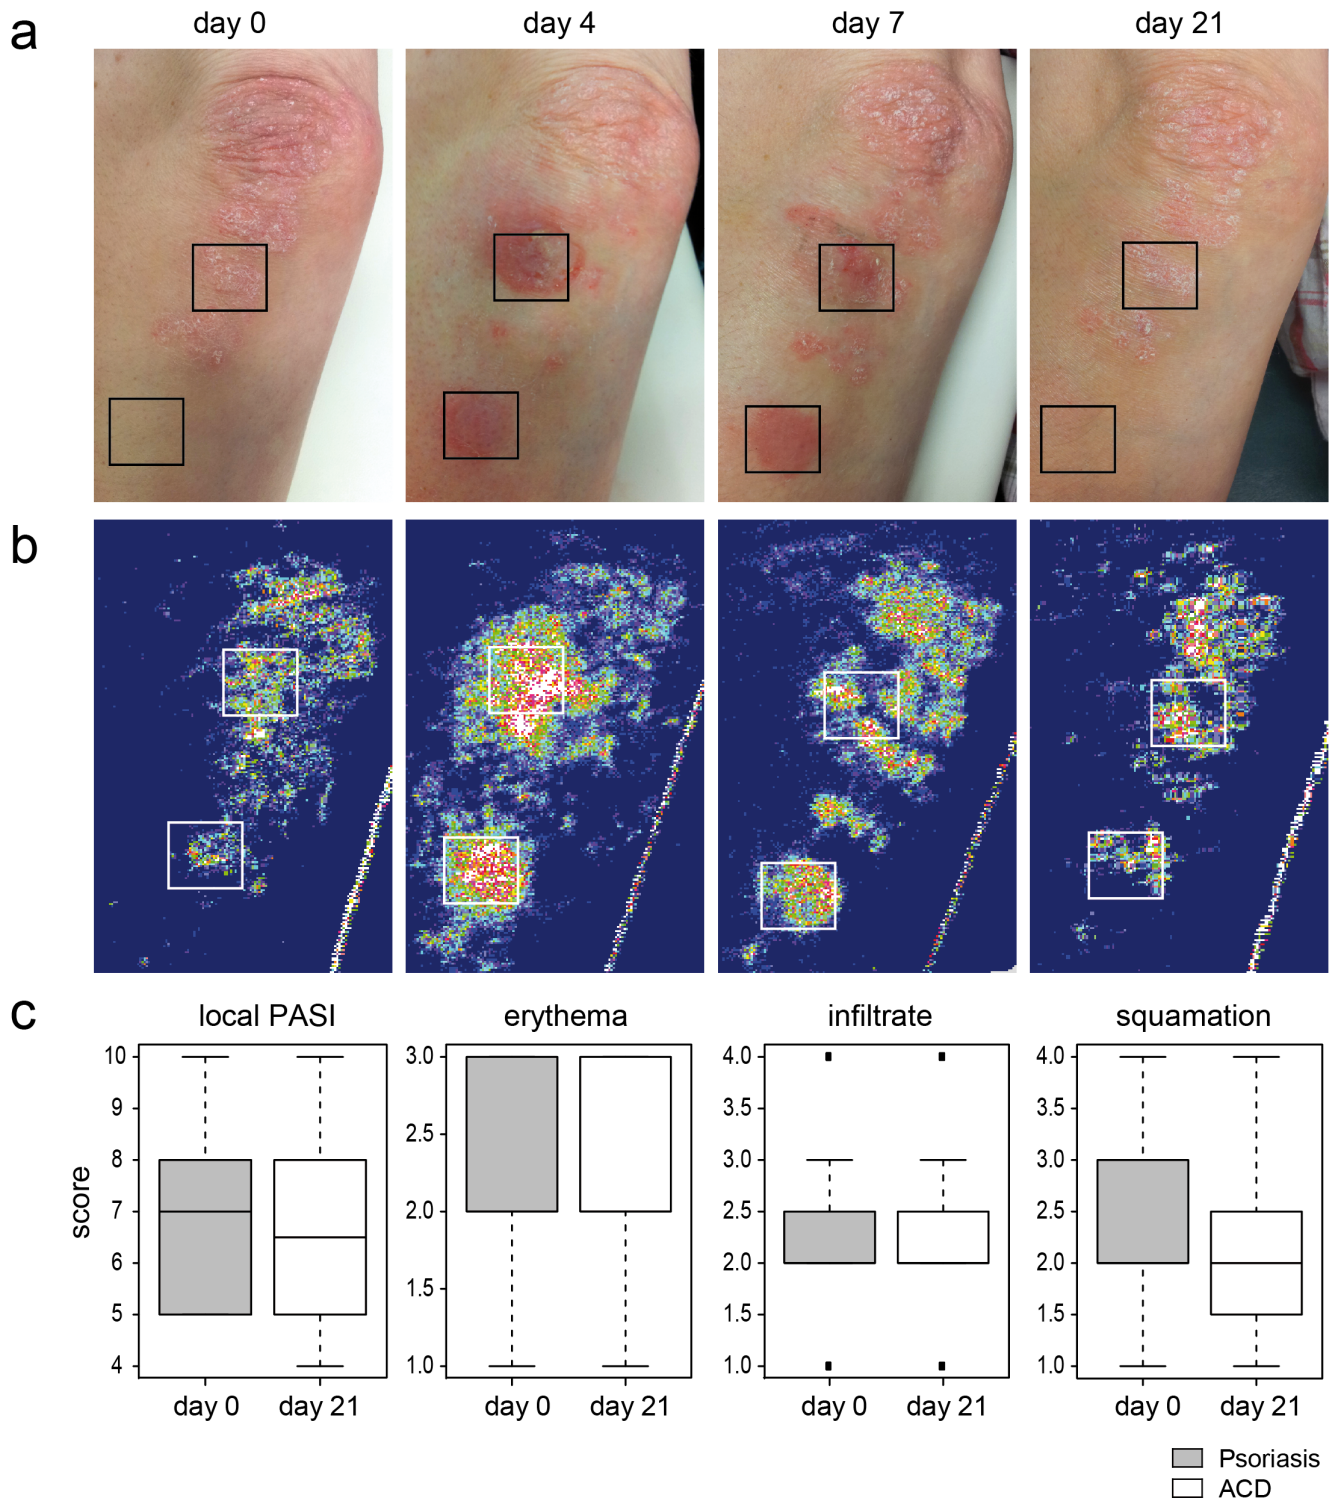 a
day 0 day 4 day 7 day 21
b
c
local PASI erythema infiltrate squamation
score
10
9
8
7
6
5
4
3.0
2.5
2.0
1.5
1.0
4.0
3.5
3.0
2.5
2.0
1.5
1.0
4.0
3.5
3.0
2.5
2.0
1.5
1.0
day 0 day 21 day 0 day 21 day 0 day 21 day 0 day 21
Psoriasis
ACD